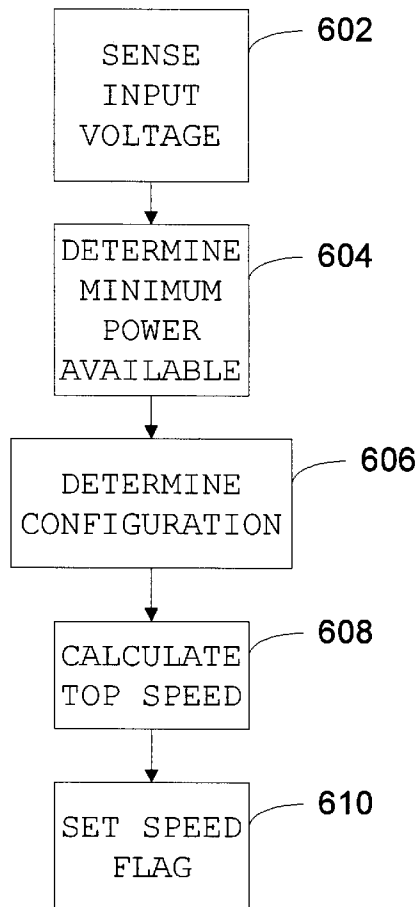 602
SENSE
INPUT
VOLTAGE
604
DETERMINE
MINIMUM
POWER
AVAILABLE
606
DETERMINE
CONFIGURATION
608
CALCULATE
TOP SPEED
610
SET SPEED
FLAG